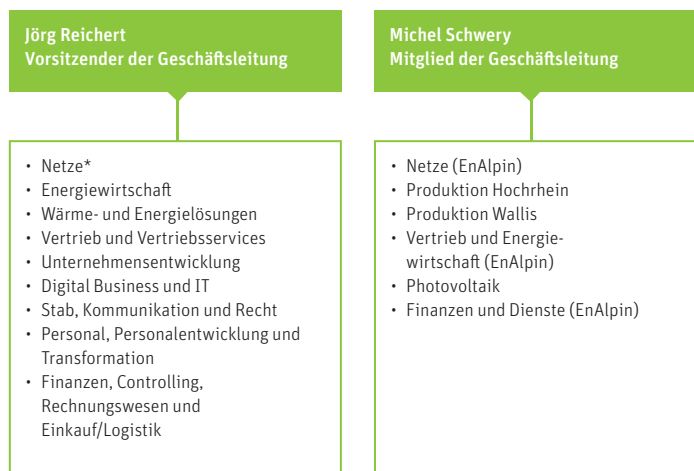 Jörg Reichert
Vorsitzender der Geschäftsleitung
• Netze*
• Energiewirtschaft
• Wärme- und Energielösungen
• Vertrieb und Vertriebsservices
• Unternehmensentwicklung
• Digital Business und IT
• Stab, Kommunikation und Recht
• Personal, Personalentwicklung und
Transformation
• Finanzen, Controlling,
Rechnungswesen und
Einkauf/Logistik
Michel Schwery
Mitglied der Geschäftsleitung
• Netze (EnAlpin)
• Produktion Hochrhein
• Produktion Wallis
• Vertrieb und Energie-
wirtschaft (EnAlpin)
• Photovoltaik
• Finanzen und Dienste (EnAlpin)